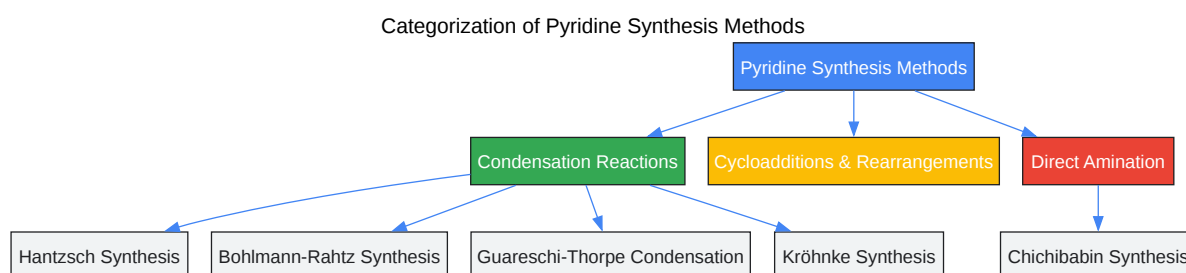 Categorization of Pyridine Synthesis Methods
Pyridine Synthesis Methods
Condensation Reactions
Cycloadditions & Rearrangements
Direct Amination
Hantzsch Synthesis
Bohlmann-Rahtz Synthesis
Guareschi-Thorpe Condensation
Kröhnke Synthesis
Chichibabin Synthesis